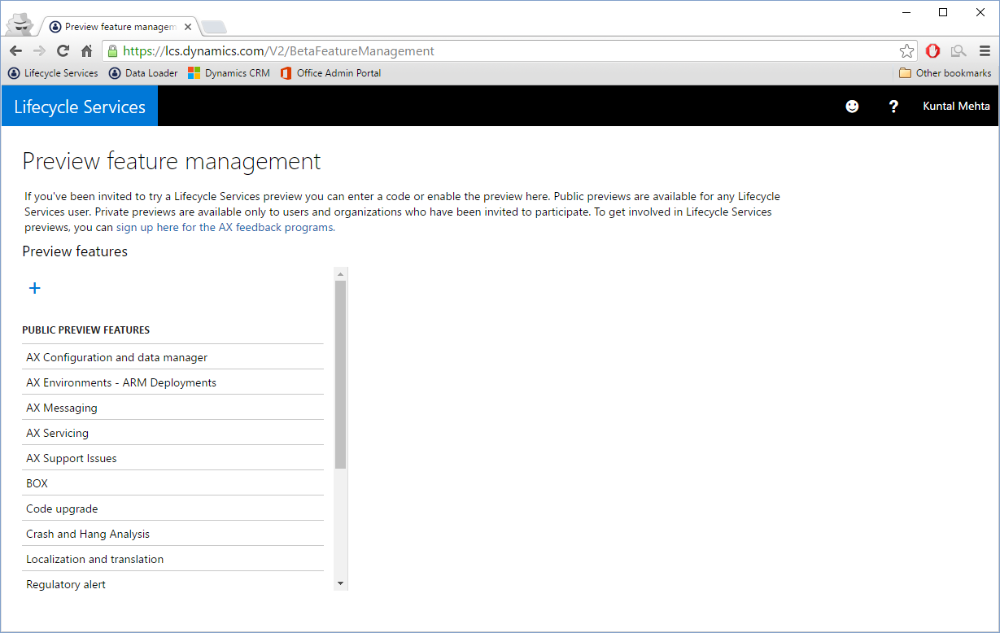 Preview feature managem
https://lcs.dynamics.com/V2/BetaFeatureManagement
Lifecycle Services Data Loader Dynamics CRM Office Admin Portal Other bookmarks
Lifecycle Services ? Kuntal Mehta
Preview feature management
If you've been invited to try a Lifecycle Services preview you can enter a code or enable the preview here. Public previews are available for any Lifecycle
Services user. Private previews are available only to users and organizations who have been invited to participate. To get involved in Lifecycle Services
previews, you can sign up here for the AX feedback programs.
Preview features
+
PUBLIC PREVIEW FEATURES
AX Configuration and data manager
AX Environments - ARM Deployments
AX Messaging
AX Servicing
AX Support Issues
BOX
Code upgrade
Crash and Hang Analysis
Localization and translation
Regulatory alert